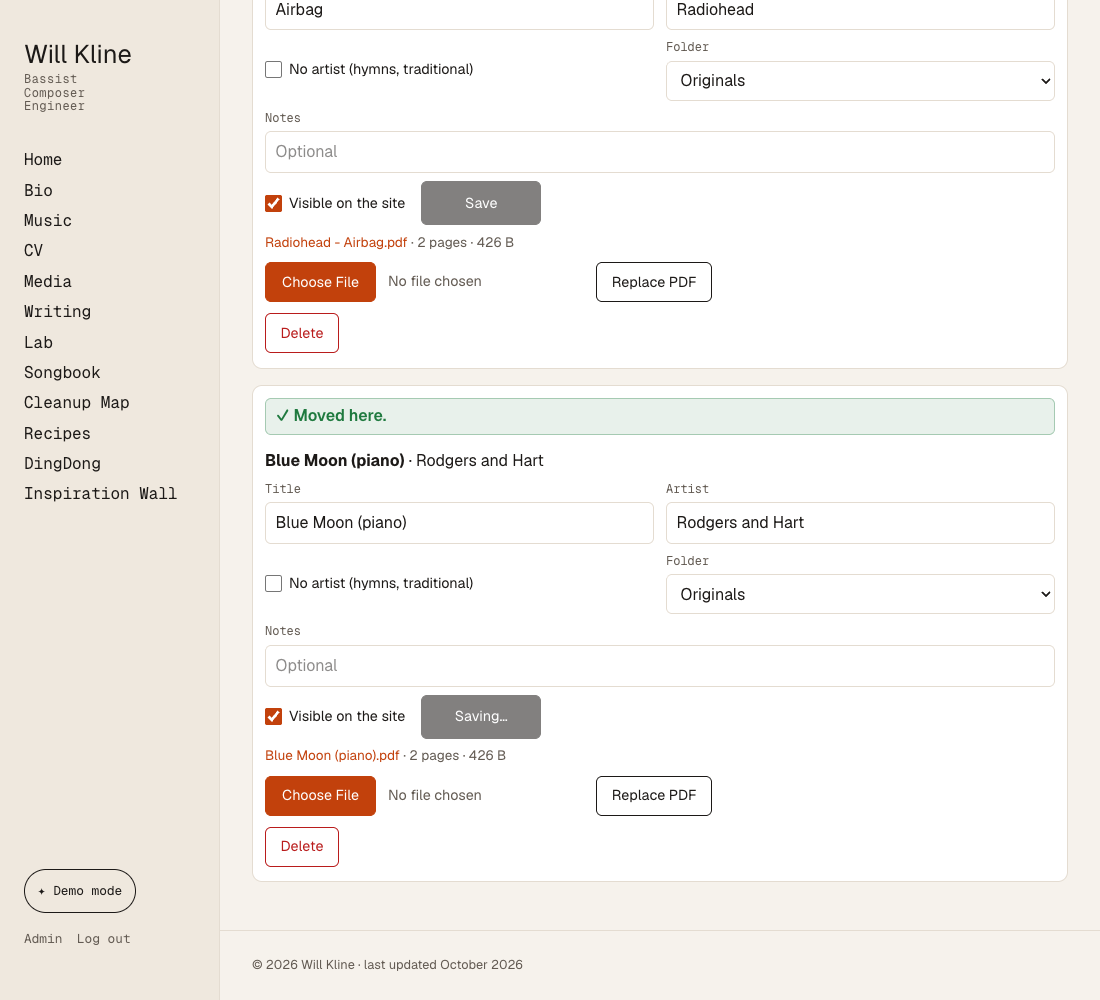 Will Kline
Bassist
Composer
Engineer
Home
Bio
Music
CV
Media
Writing
Lab
Songbook
Cleanup Map
Recipes
DingDong
Inspiration Wall
✦ Demo mode
Admin Log out
Airbag
Radiohead
No artist (hymns, traditional)
Folder
Originals
Notes
Optional
Visible on the site
Save
Radiohead - Airbag.pdf · 2 pages · 426 B
Choose File No file chosen
Replace PDF
Delete
✓ Moved here.
Blue Moon (piano) · Rodgers and Hart
Title
Artist
Blue Moon (piano)
Rodgers and Hart
No artist (hymns, traditional)
Folder
Originals
Notes
Optional
Visible on the site
Saving…
Blue Moon (piano).pdf · 2 pages · 426 B
Choose File No file chosen
Replace PDF
Delete
© 2026 Will Kline · last updated October 2026